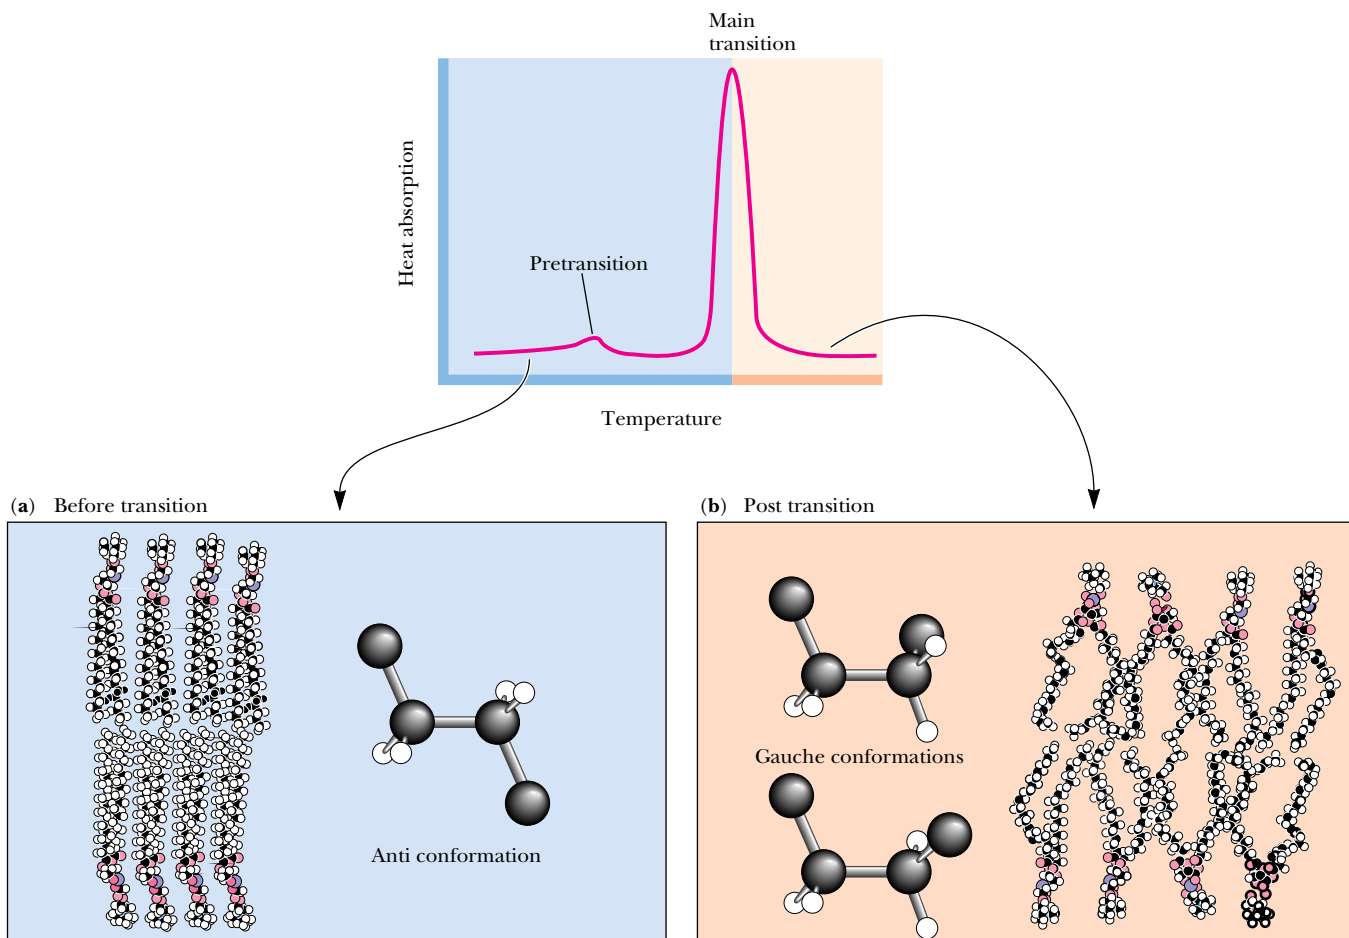 Main
transition
Heat absorption
Pretransition
Temperature
(a) Before transition
(b) Post transition
Gauche conformations
Anti conformation